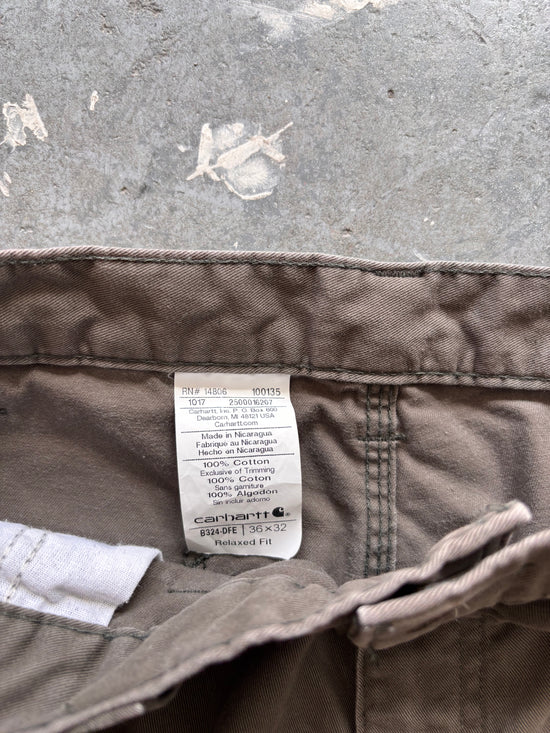 RN# 14806 100135
1017 2500016207
Carhartt, Inc. P. O. Box 600
Dearborn, MI 48121 USA
Carhartt.com
Made in Nicaragua
Fabriqué au Nicaragua
Hecho en Nicaragua
100% Cotton
Exclusive of Trimming
100% Coton
Sans garniture
100% Algodón
Sin incluir adorno
carhartt
B324-DFE 36×32
Relaxed Fit